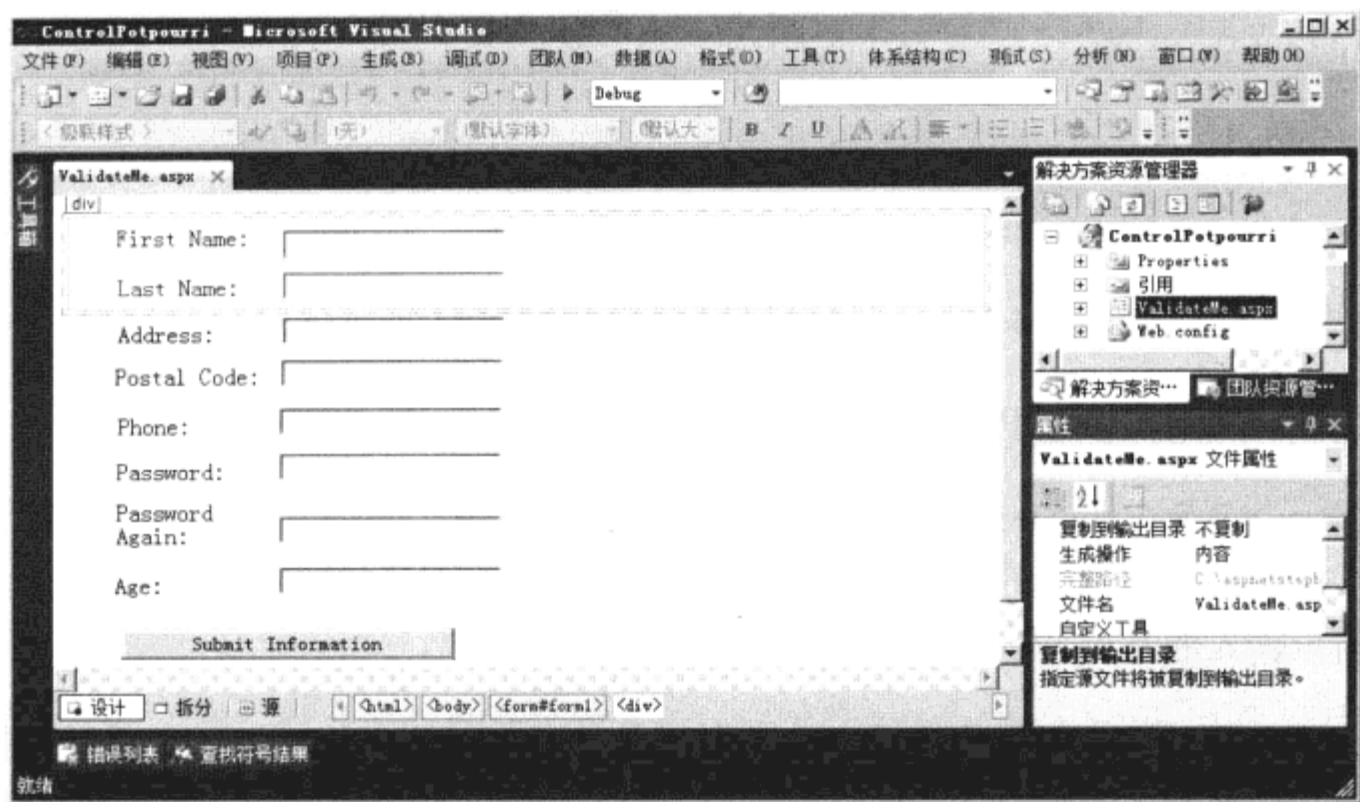 ControlPotpourri - Microsoft Visual Studio
文件(F) 编辑(E) 视图(V) 项目(P) 生成(B) 调试(D) 团队(M) 数据(A) 格式(O) 工具(T) 体系结构(C) 测试(S) 分析(N) 窗口(W) 帮助(H)
Debug
< 级联样式 > (无) (默认字体) (默认大 B I U
工具箱
ValidateMe.aspx
div
First Name:
Last Name:
Address:
Postal Code:
Phone:
Password:
Password
Again:
Age:
Submit Information
设计 拆分 源 <html> <body> <form#form1> <div>
解决方案资源管理器
ControlPotpourri
Properties
引用
ValidateMe.aspx
Web.config
解决方案资… 团队资源管…
属性
ValidateMe.aspx 文件属性
复制到输出目录 不复制
生成操作 内容
完整路径 C:\aspnetstepb
文件名 ValidateMe.asp
自定义工具
复制到输出目录
指定源文件将被复制到输出目录。
错误列表 查找符号结果
就绪